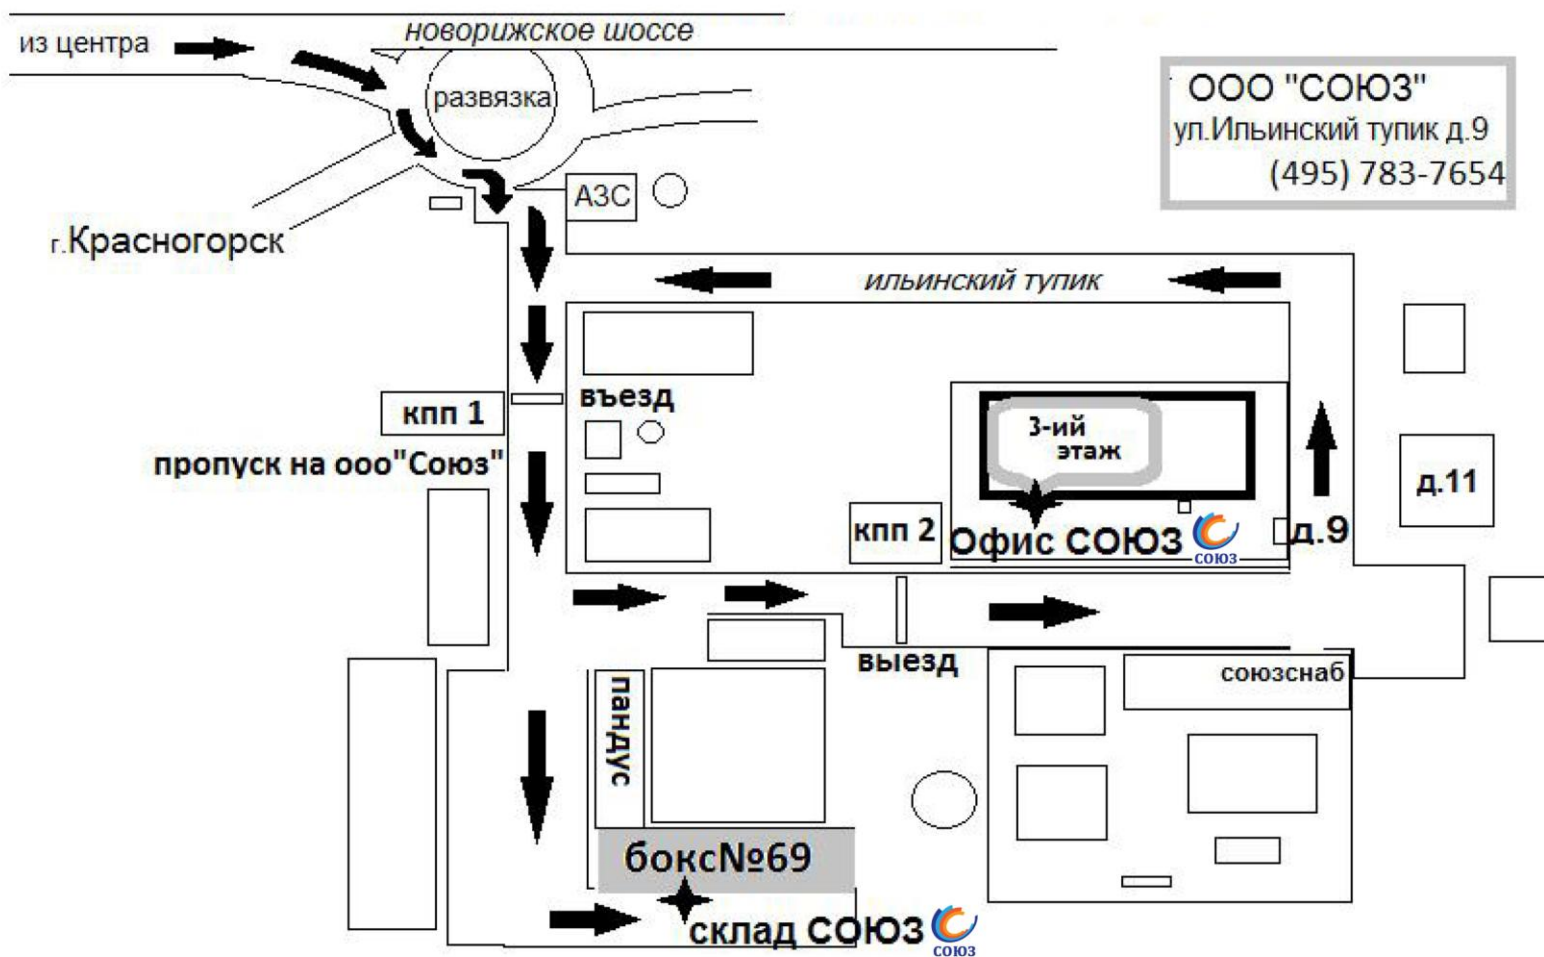 новорижское шоссе
из центра
развязка
ООО "СОЮЗ"
ул.Ильинский тупик д.9
(495) 783-7654
АЗС
г.Красногорск
ильинский тупик
въезд
кпп 1
пропуск на ооо"Союз"
3-ий
этаж
д.11
кпп 2
Офис СОЮЗ
союз
д.9
выезд
союзснаб
пандус
бокс№69
склад СОЮЗ
союз